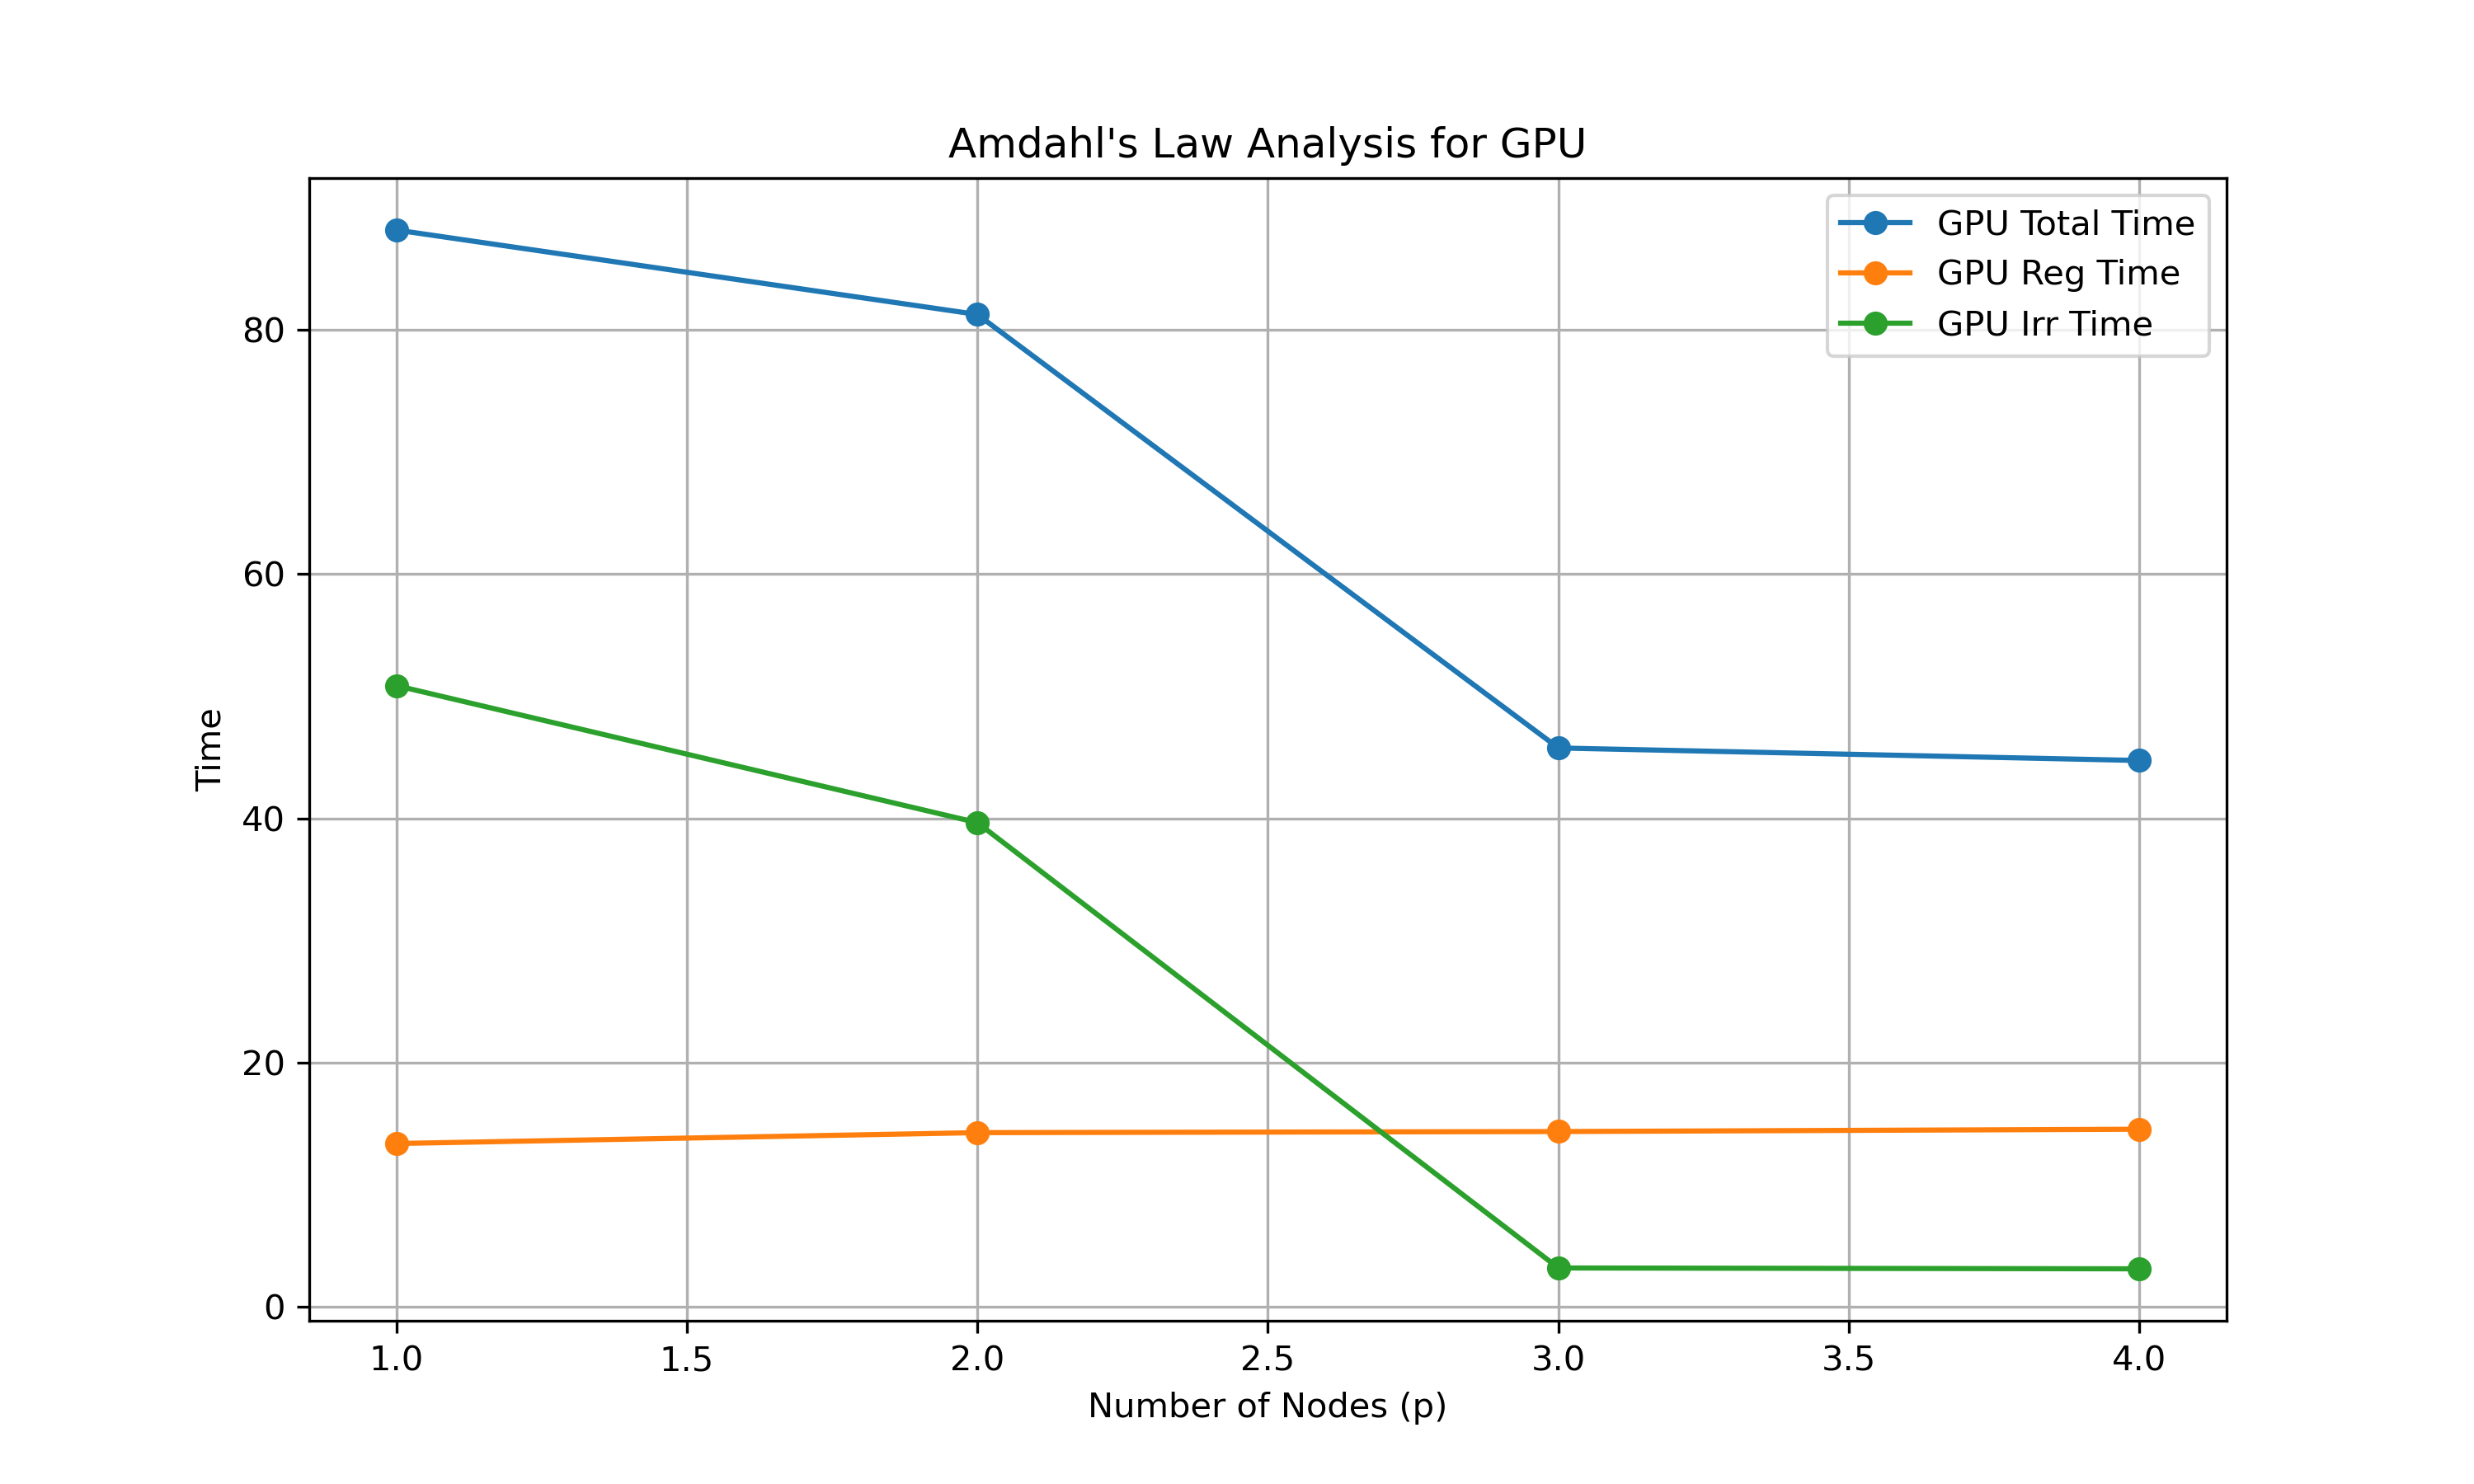 Amdahl's Law Analysis for GPU
GPU Total Time
GPU Reg Time
GPU Irr Time
Time
80
60
40
20
0
1.0 1.5 2.0 2.5 3.0 3.5 4.0
Number of Nodes (p)